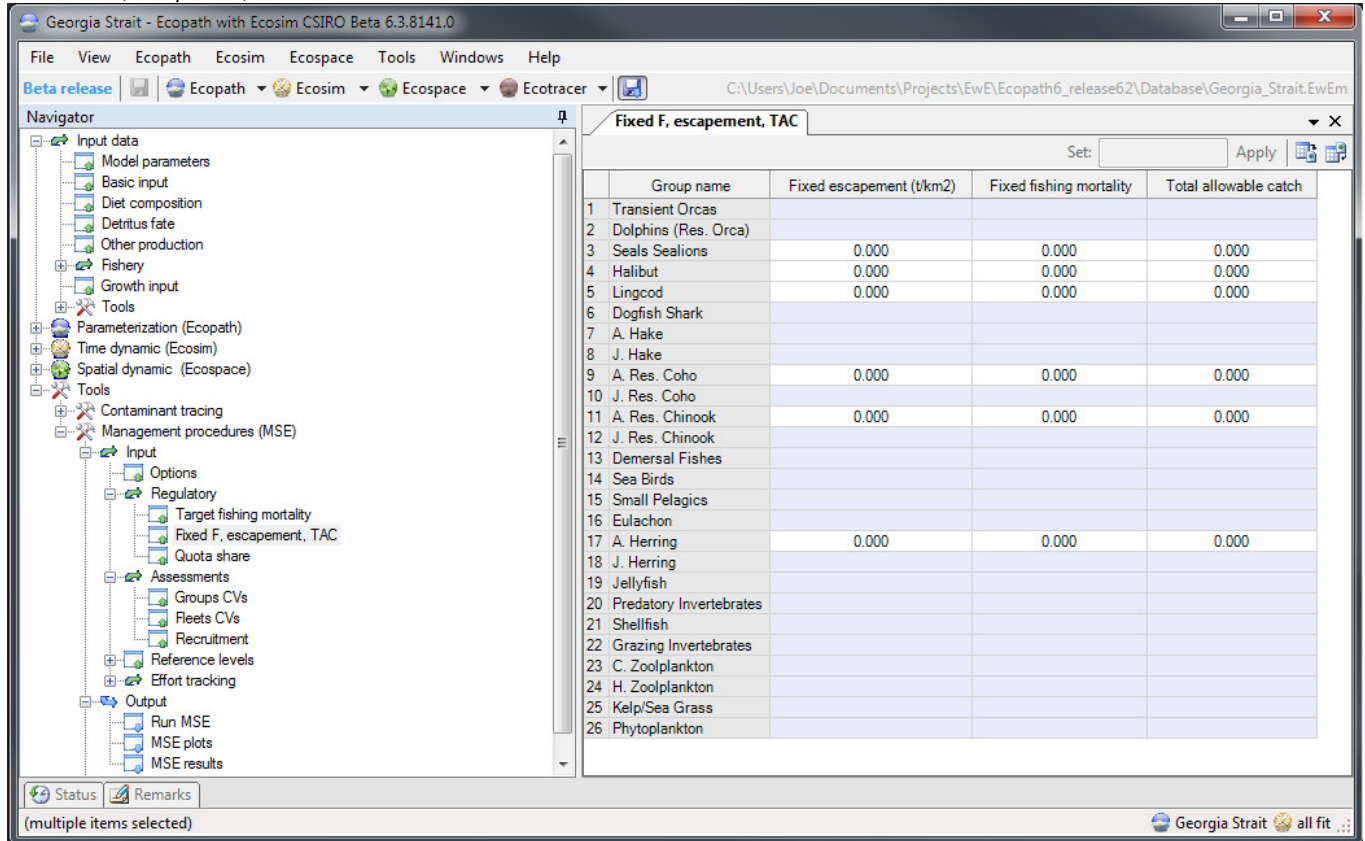 Georgia Strait - Ecopath with Ecosim CSIRO Beta 6.3.8141.0
File View Ecopath Ecosim Ecospace Tools Windows Help
Beta release Ecopath Ecosim Ecospace Ecotracer C:\Users\Joe\Documents\Projects\EwE\Ecopath6_release62\Database\Georgia_Strait.EwEm
Navigator
Input data
Model parameters
Basic input
Diet composition
Detritus fate
Other production
Fishery
Growth input
Tools
Parameterization (Ecopath)
Time dynamic (Ecosim)
Spatial dynamic (Ecospace)
Tools
Contaminant tracing
Management procedures (MSE)
Input
Options
Regulatory
Target fishing mortality
Fixed F, escapement, TAC
Quota share
Assessments
Groups CVs
Fleets CVs
Recruitment
Reference levels
Effort tracking
Output
Run MSE
MSE plots
MSE results
Fixed F, escapement, TAC
Set: Apply
Group name Fixed escapement (t/km2) Fixed fishing mortality Total allowable catch
1 Transient Orcas
2 Dolphins (Res. Orca)
3 Seals Sealions 0.000 0.000 0.000
4 Halibut 0.000 0.000 0.000
5 Lingcod 0.000 0.000 0.000
6 Dogfish Shark
7 A. Hake
8 J. Hake
9 A. Res. Coho 0.000 0.000 0.000
10 J. Res. Coho
11 A. Res. Chinook 0.000 0.000 0.000
12 J. Res. Chinook
13 Demersal Fishes
14 Sea Birds
15 Small Pelagics
16 Eulachon
17 A. Herring 0.000 0.000 0.000
18 J. Herring
19 Jellyfish
20 Predatory Invertebrates
21 Shellfish
22 Grazing Invertebrates
23 C. Zoolplankton
24 H. Zoolplankton
25 Kelp/Sea Grass
26 Phytoplankton
Status Remarks
(multiple items selected) Georgia Strait all fit